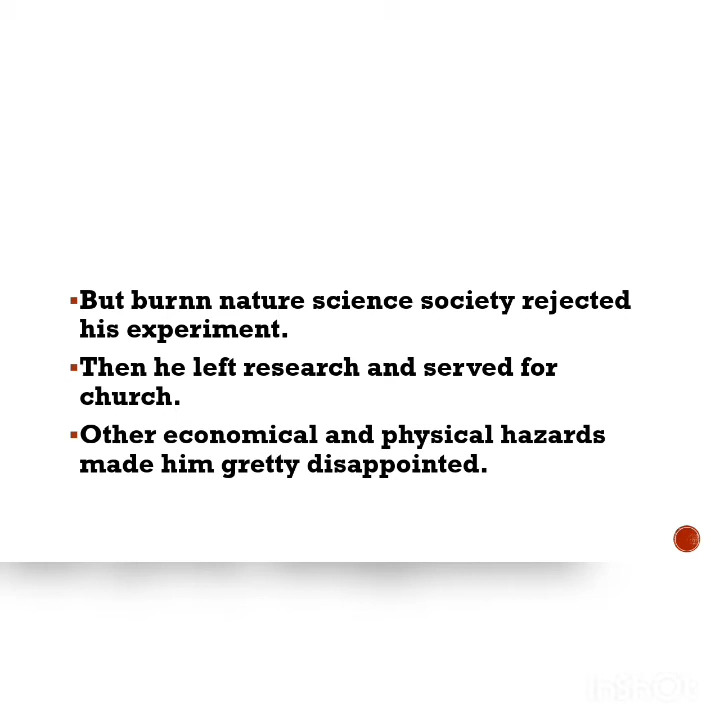 ▪But burnn nature science society rejected
his experiment.
▪Then he left research and served for
church.
▪Other economical and physical hazards
made him gretty disappointed.